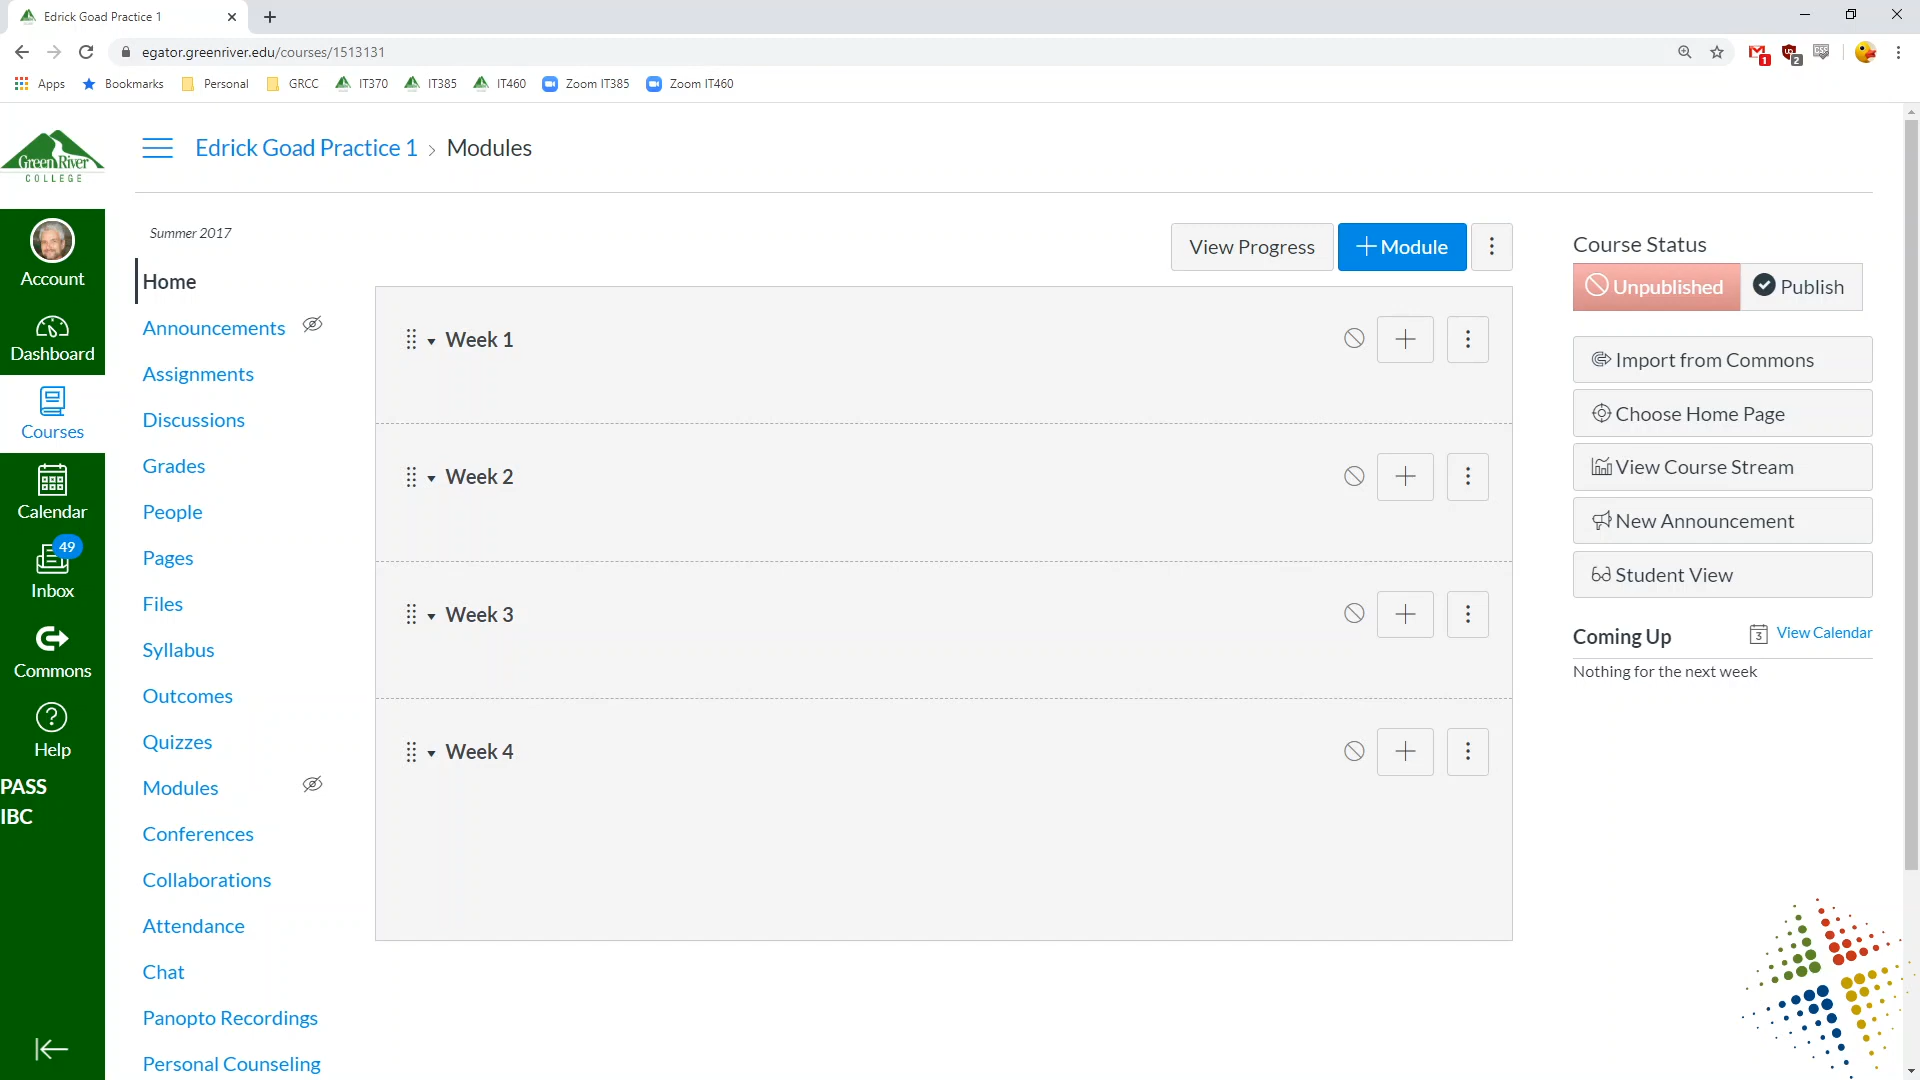 Edrick Goad Practice 1
egator.greenriver.edu/courses/1513131
1
2
Apps
Bookmarks
Personal
GRCC
IT370
IT385
IT460
Zoom IT385
Zoom IT460
Green River
COLLEGE
Edrick Goad Practice 1 › Modules
Account
Dashboard
Courses
Calendar
49
Inbox
Commons
Help
PASS
IBC
Summer 2017
Home
Announcements
Assignments
Discussions
Grades
People
Pages
Files
Syllabus
Outcomes
Quizzes
Modules
Conferences
Collaborations
Attendance
Chat
Panopto Recordings
Personal Counseling
View Progress
+ Module
Week 1
Week 2
Week 3
Week 4
Course Status
Unpublished
Publish
Import from Commons
Choose Home Page
View Course Stream
New Announcement
Student View
Coming Up
3
View Calendar
Nothing for the next week